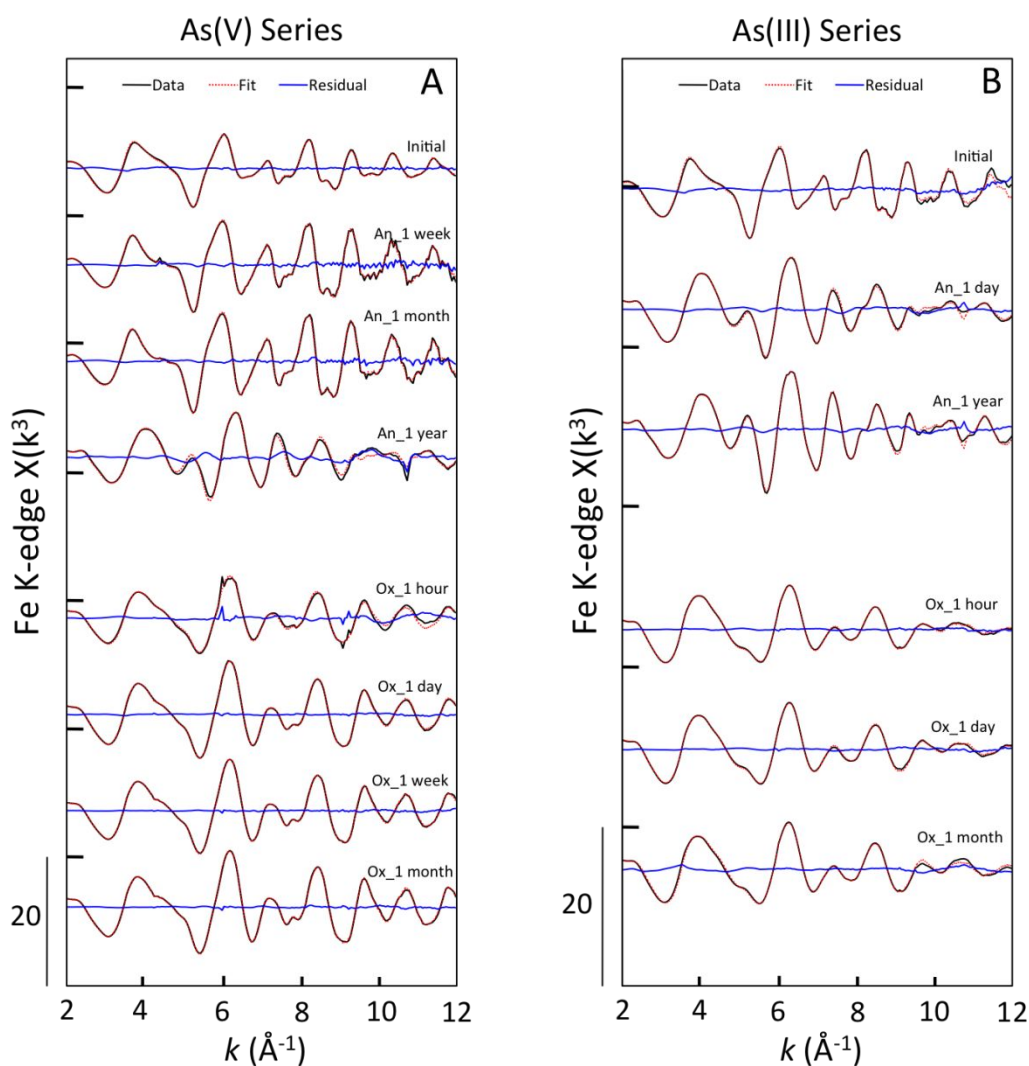 As(V) Series
Data Fit Residual A
Initial
An_1 week
An_1 month
An_1 year
Ox_1 hour
Ox_1 day
Ox_1 week
Ox_1 month
20
Fe K-edge X(k³)
2 4 6 8 10 12
k (Å⁻¹)
As(III) Series
Data Fit Residual B
Initial
An_1 day
An_1 year
Ox_1 hour
Ox_1 day
Ox_1 month
20
Fe K-edge X(k³)
2 4 6 8 10 12
k (Å⁻¹)